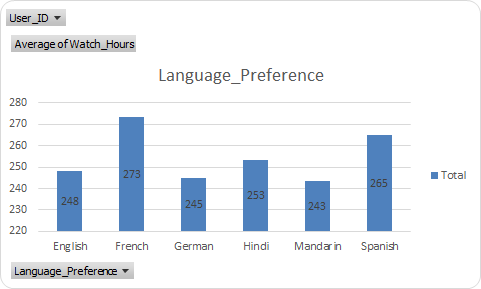 User_ID
Average of Watch_Hours
Language_Preference
280
270
260
250
240
230
220
248
273
245
253
243
265
English French German Hindi Mandarin Spanish
Total
Language_Preference